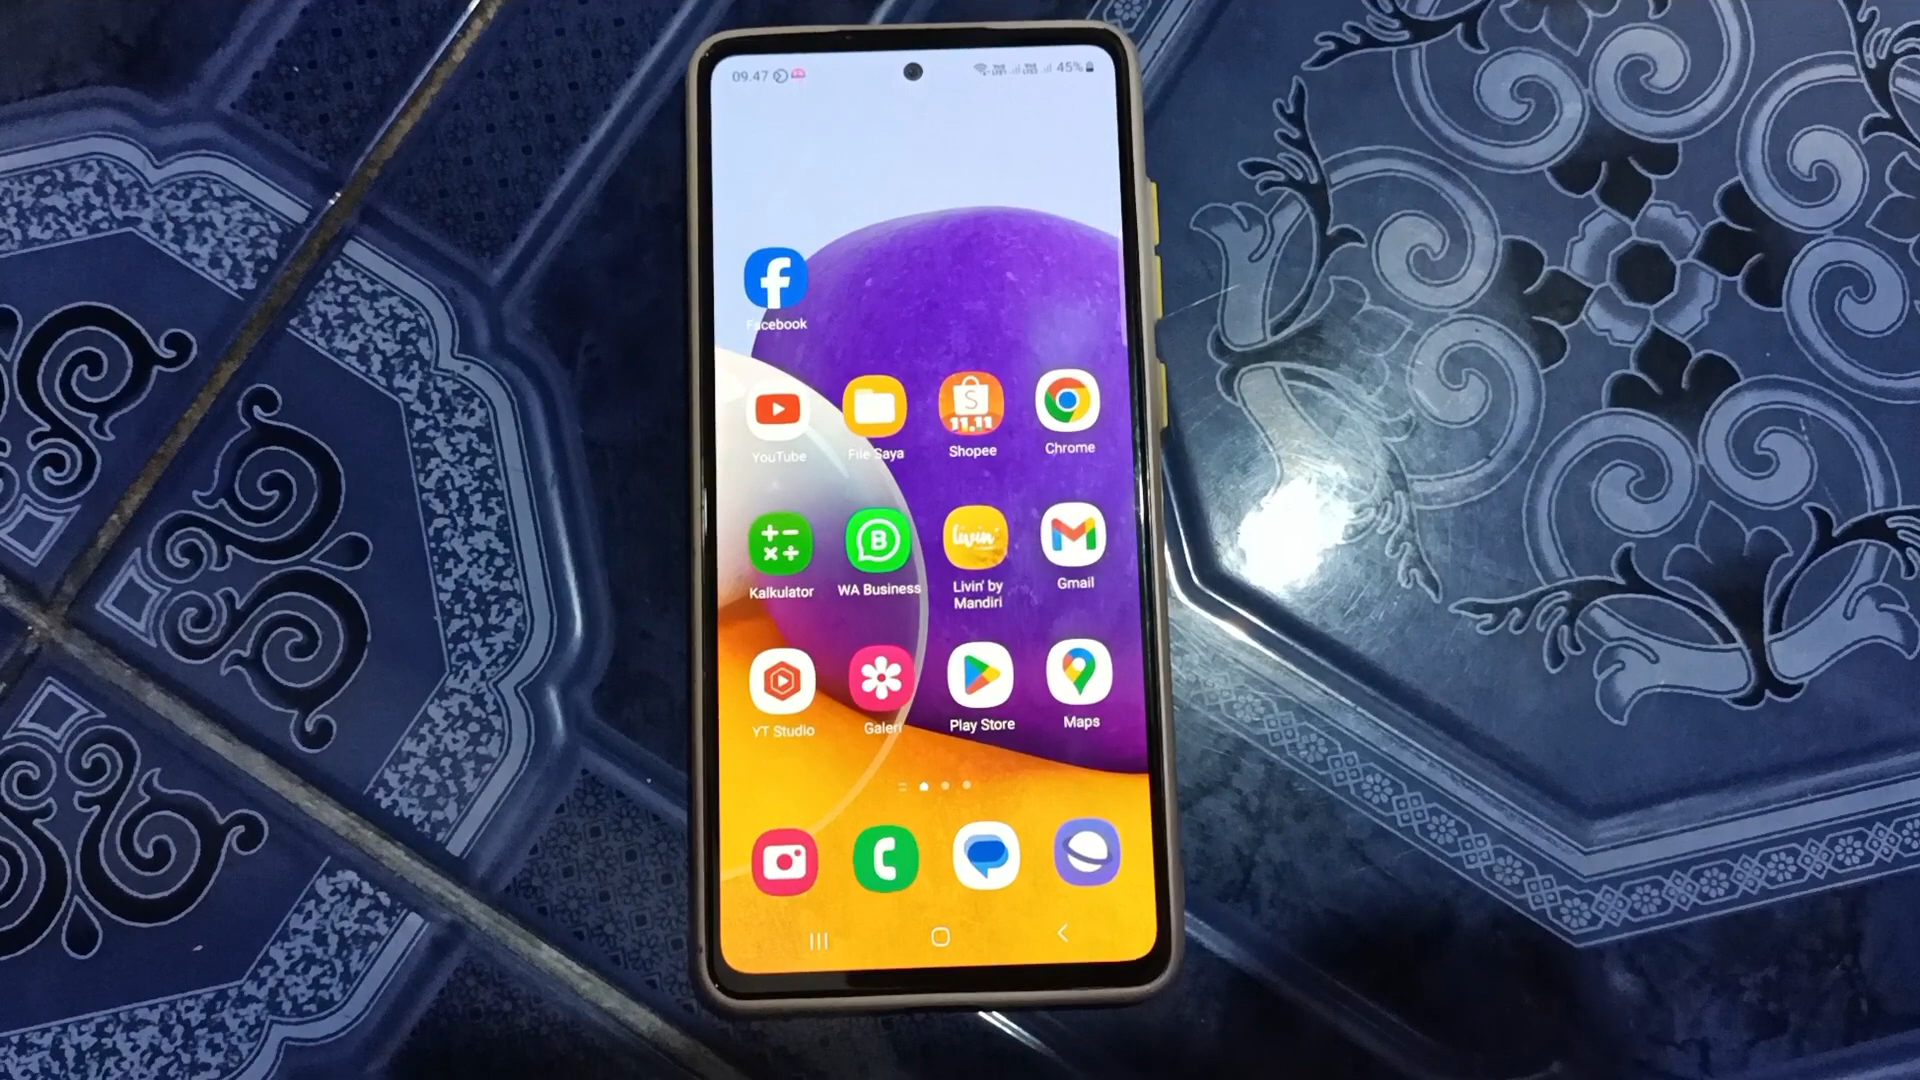 09.47
45%
Facebook
11.11
YouTube
File Saya
Shopee
Chrome
livin'
Kalkulator
WA Business
Livin' by
Mandiri
Gmail
YT Studio
Galeri
Play Store
Maps